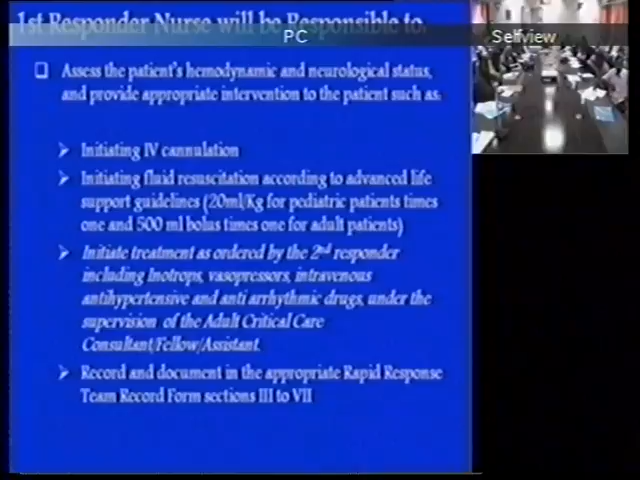 1st Responder Nurse will be Responsible to.
PC
Selfview
❑ Assess the patient's hemodynamic and neurological status,
and provide appropriate intervention to the patient such as.
➤ Initiating IV cannulation
➤ Initiating fluid resuscitation according to advanced life
support guidelines (20ml/Kg for pediatric patients times
one and 500 ml bolus times one for adult patients)
➤ Initiate treatment as ordered by the 2nd responder
including Inotrops, vasopressors, intravenous
antihypertensive and anti arrhythmic drugs, under the
supervision of the Adult Critical Care
Consultant/Fellow/Assistant.
➤ Record and document in the appropriate Rapid Response
Team Record Form sections III to VII